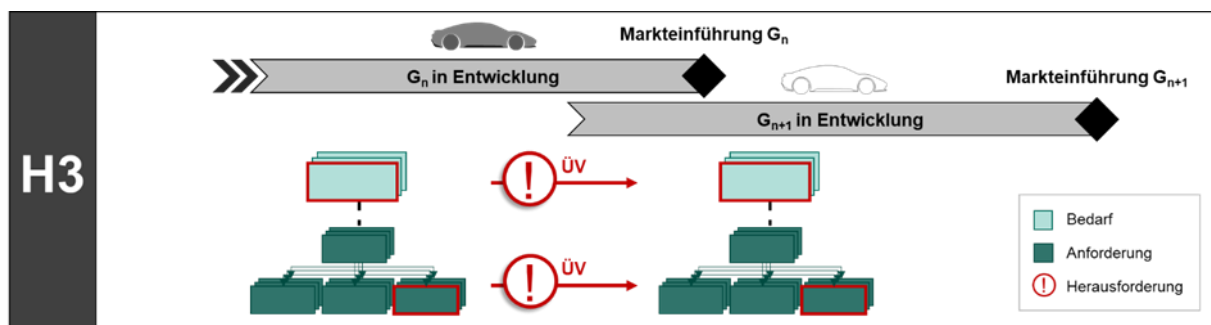 H3
Markteinführung Gn
Gn in Entwicklung
Markteinführung Gn+1
Gn+1 in Entwicklung
! ÜV
! ÜV
Bedarf
Anforderung
! Herausforderung